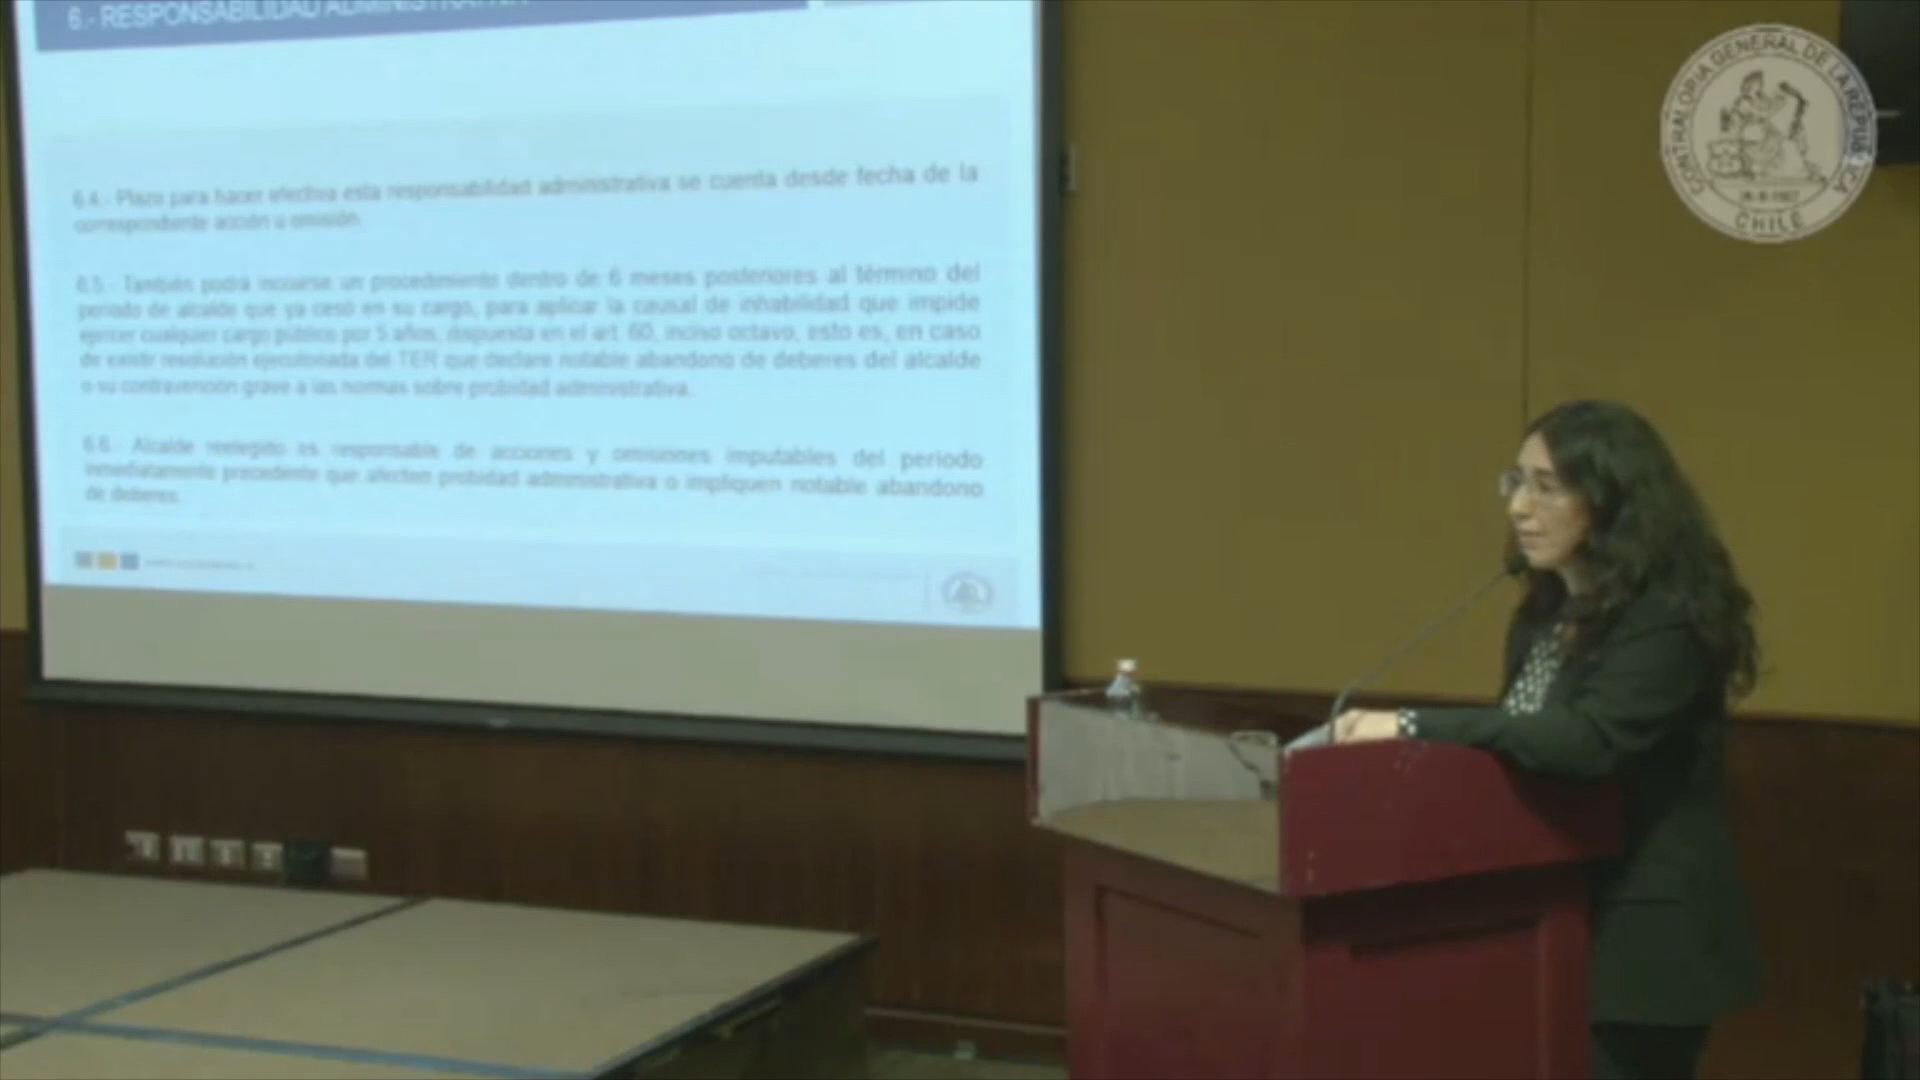 6.- RESPONSABILIDAD ADMINISTRATIVA
6.4.- Plazo para hacer efectiva esta responsabilidad administrativa se cuenta desde fecha de la
correspondiente acción u omisión.
6.5.- También podrá incoarse un procedimiento dentro de 6 meses posteriores al término del
periodo de alcalde que ya cesó en su cargo, para aplicar la causal de inhabilidad que impide
ejercer cualquier cargo público por 5 años, dispuesta en el art. 60, inciso octavo, esto es, en caso
de existir resolución ejecutoriada del TER que declare notable abandono de deberes del alcalde
o su contravención grave a las normas sobre probidad administrativa.
6.6.- Alcalde reelegido es responsable de acciones y omisiones imputables del periodo
inmediatamente precedente que afecten probidad administrativa o impliquen notable abandono
de deberes.
CONTRALORIA GENERAL DE LA REPUBLICA
CHILE